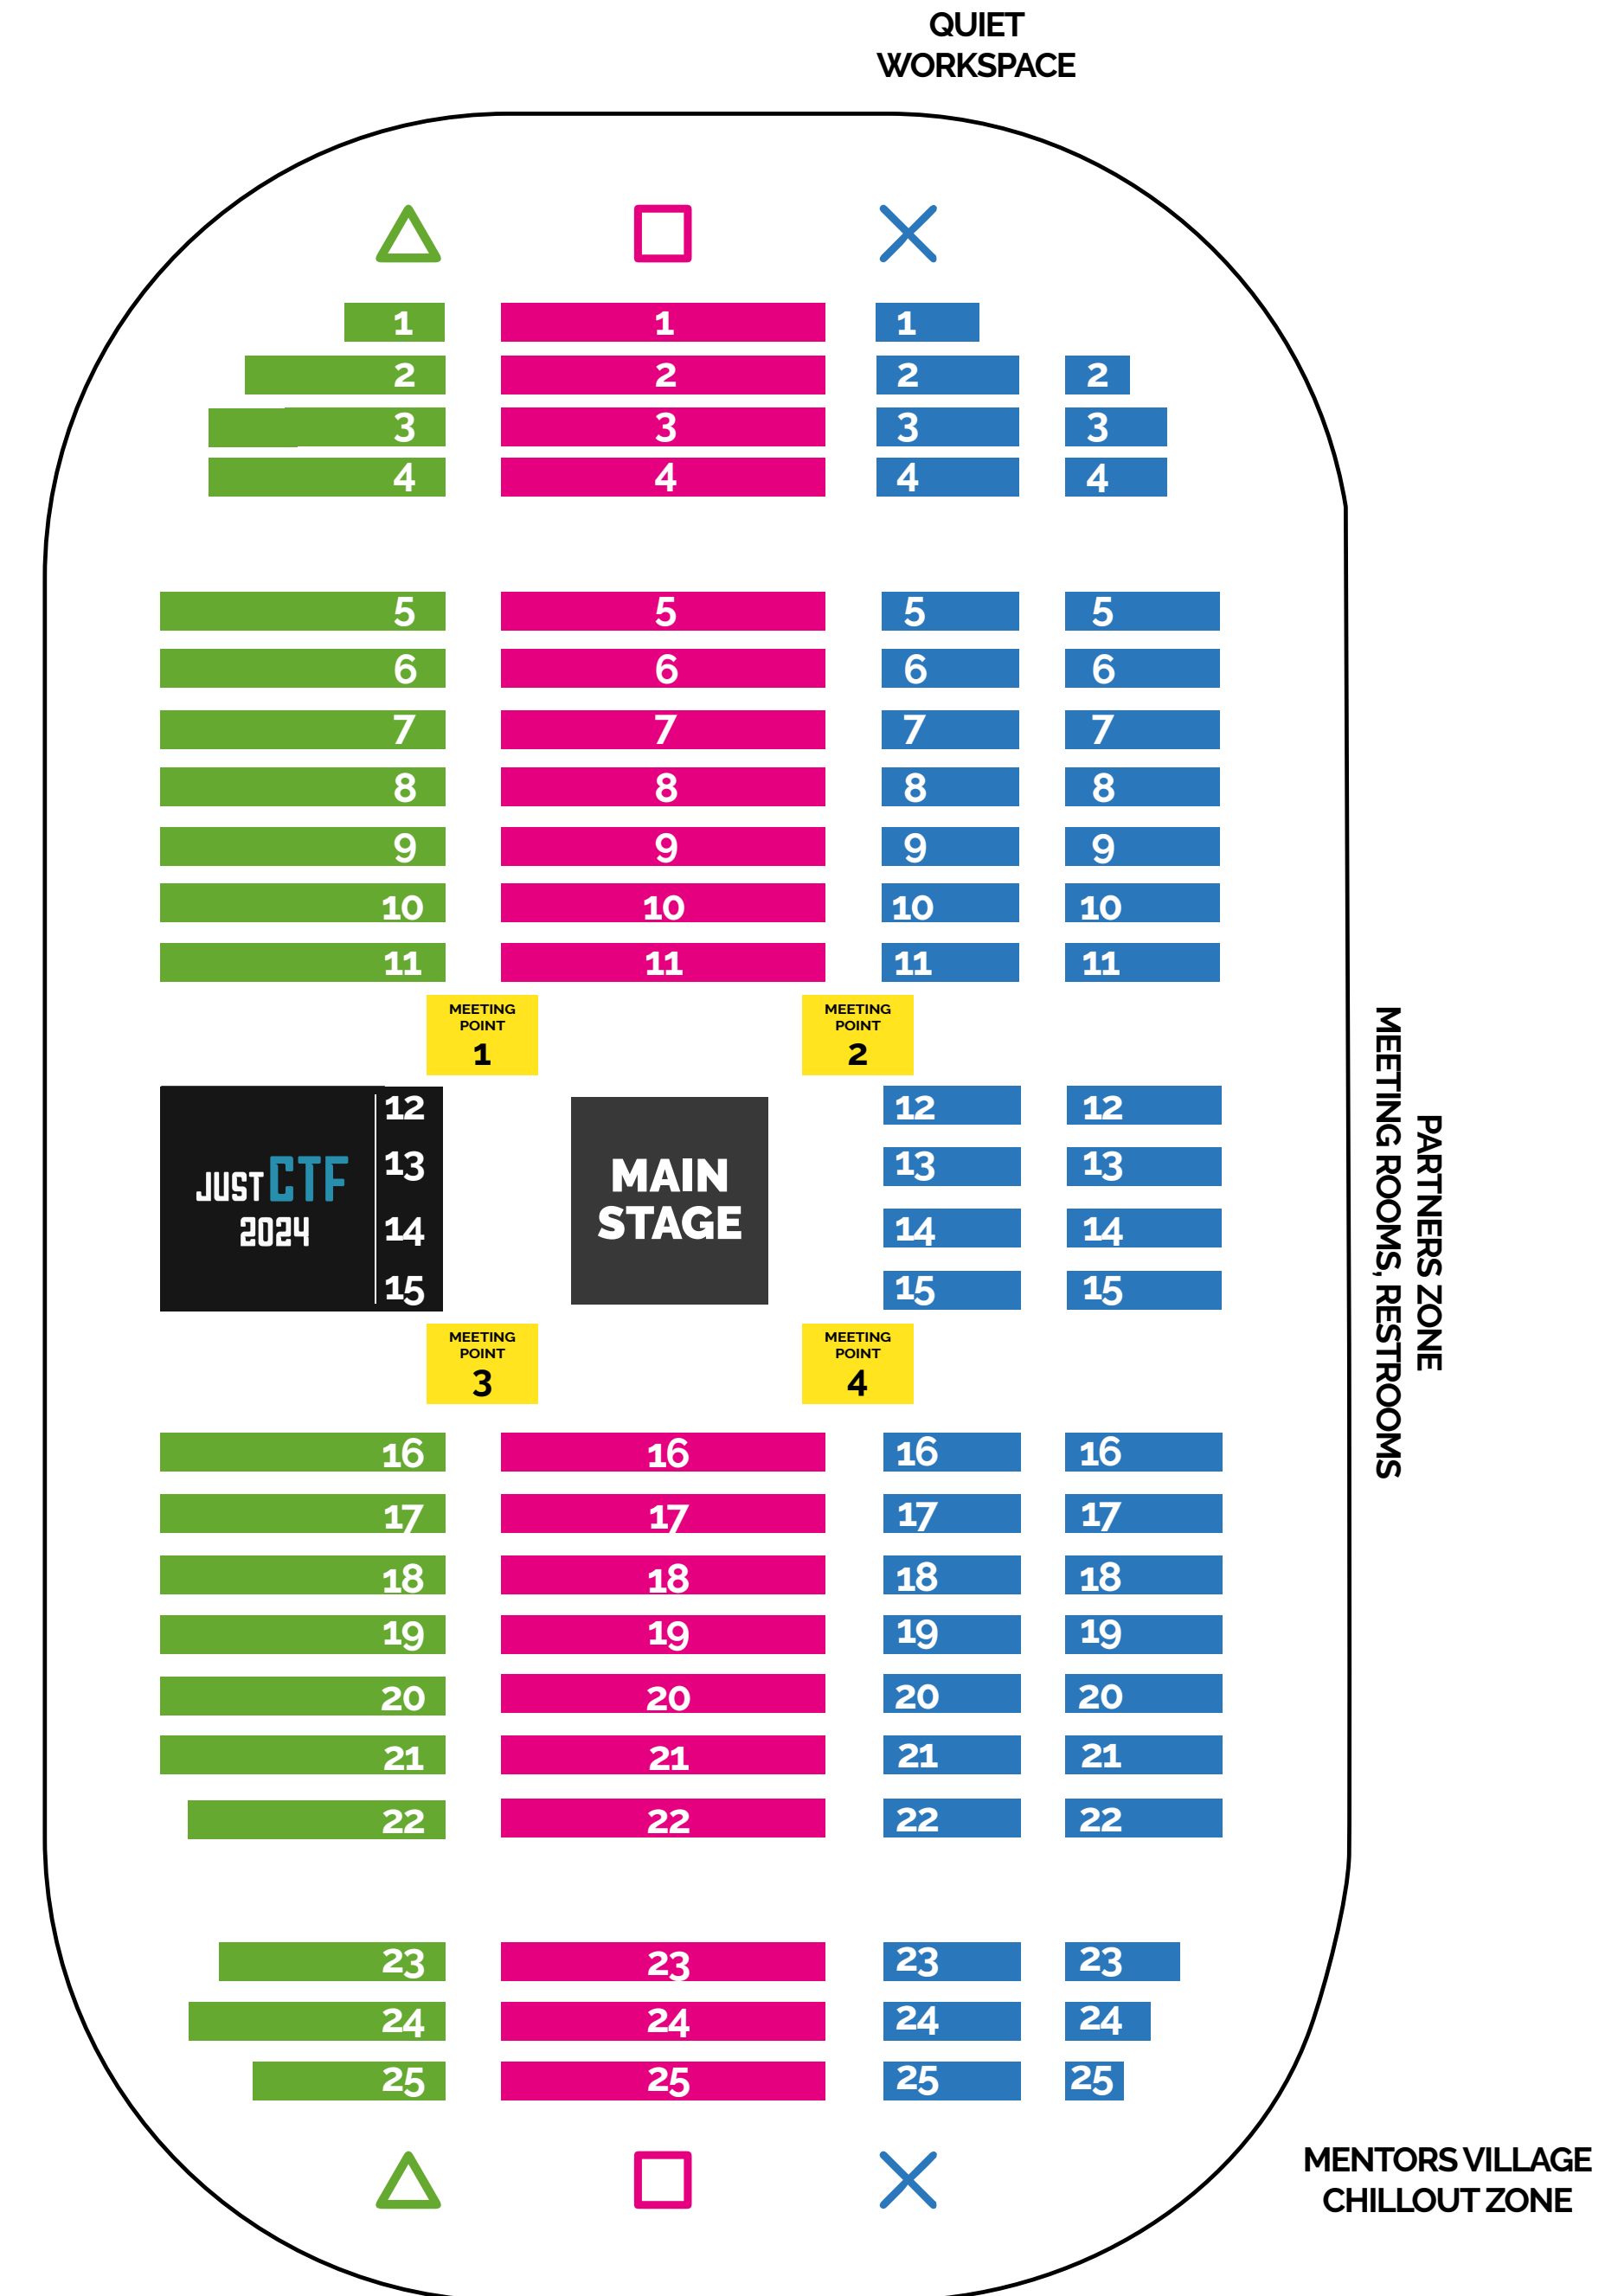 QUIET
WORKSPACE
1 1 1
2 2 2 2
3 3 3 3
4 4 4 4
5 5 5 5
6 6 6 6
7 7 7 7
8 8 8 8
9 9 9 9
10 10 10 10
11 11 11 11
MEETING
POINT
1
MEETING
POINT
2
JUST CTF
2024
12
13
14
15
MAIN
STAGE
12 12
13 13
14 14
15 15
PARTNERS ZONE
MEETING ROOMS, RESTROOMS
MEETING
POINT
3
MEETING
POINT
4
16 16 16 16
17 17 17 17
18 18 18 18
19 19 19 19
20 20 20 20
21 21 21 21
22 22 22 22
23 23 23 23
24 24 24 24
25 25 25 25
MENTORS VILLAGE
CHILLOUT ZONE